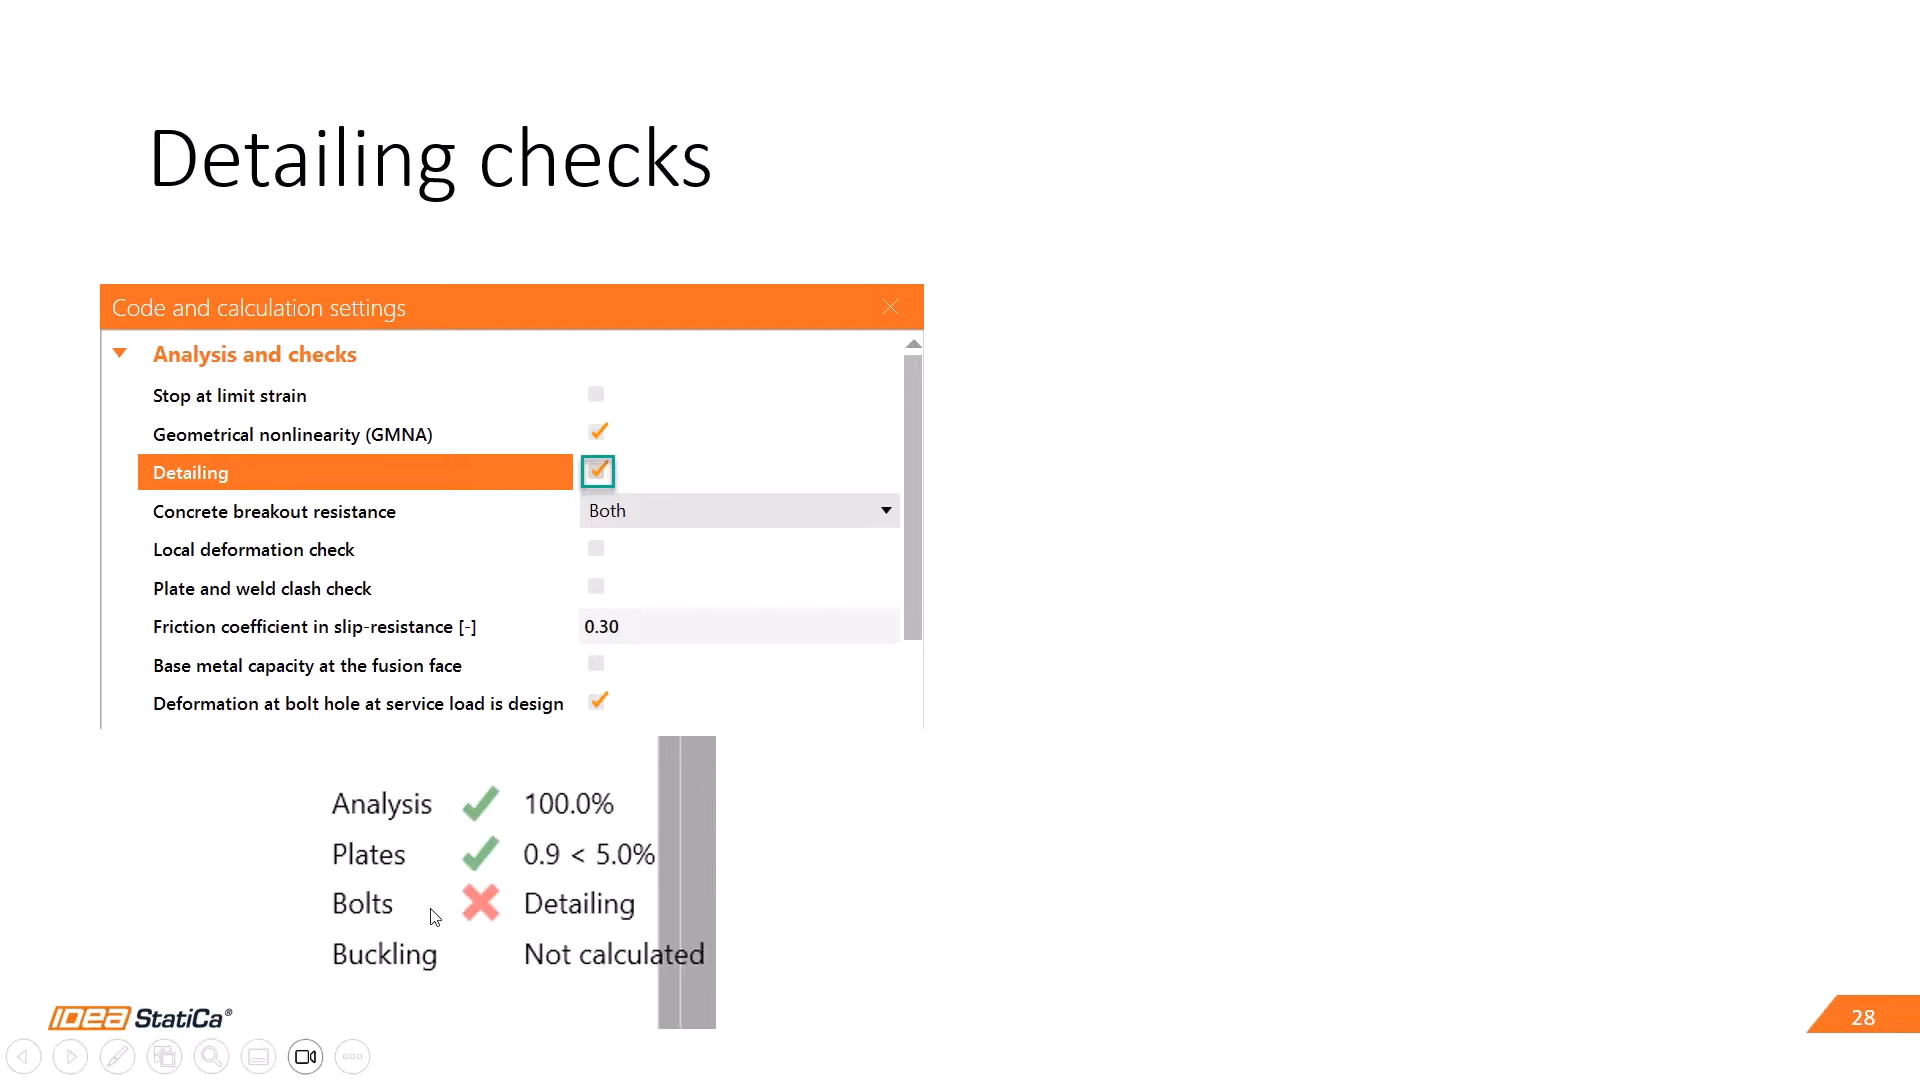 Detailing checks
Code and calculation settings
Analysis and checks
Stop at limit strain
Geometrical nonlinearity (GMNA)
Detailing
Concrete breakout resistance Both
Local deformation check
Plate and weld clash check
Friction coefficient in slip-resistance [-] 0.30
Base metal capacity at the fusion face
Deformation at bolt hole at service load is design
Analysis 100.0%
Plates 0.9 < 5.0%
Bolts Detailing
Buckling Not calculated
IDEA StatiCa®
28